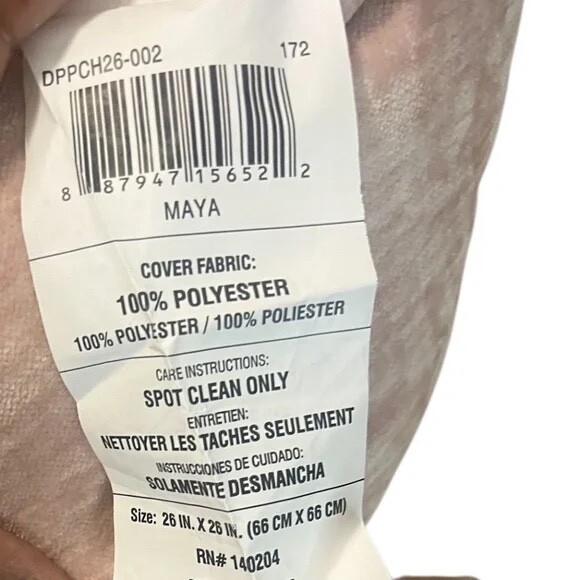 DPPCH26-002 172
8 87947 15652 2
MAYA
COVER FABRIC:
100% POLYESTER
100% POLYESTER / 100% POLIESTER
CARE INSTRUCTIONS:
SPOT CLEAN ONLY
ENTRETIEN:
NETTOYER LES TACHES SEULEMENT
INSTRUCCIONES DE CUIDADO:
SOLAMENTE DESMANCHA
Size: 26 IN. X 26 IN. (66 CM X 66 CM)
RN# 140204